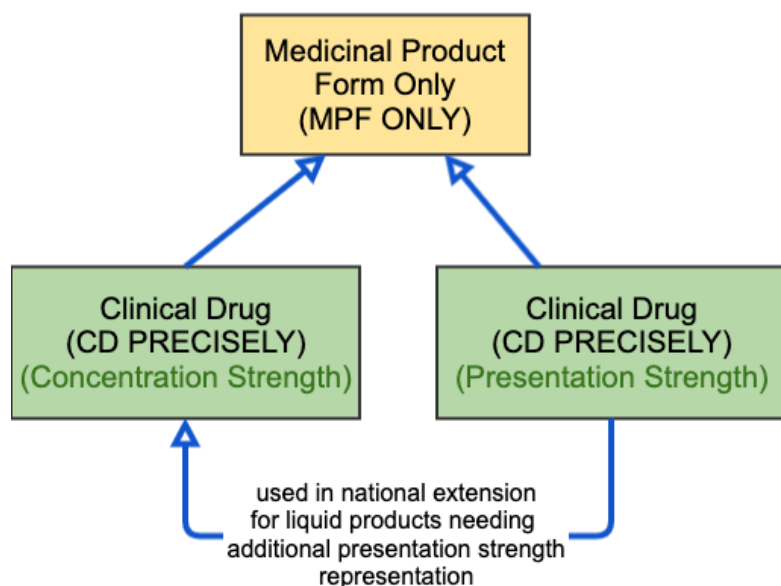 Medicinal Product
Form Only
(MPF ONLY)
Clinical Drug
(CD PRECISELY)
(Concentration Strength)
Clinical Drug
(CD PRECISELY)
(Presentation Strength)
used in national extension
for liquid products needing
additional presentation strength
representation